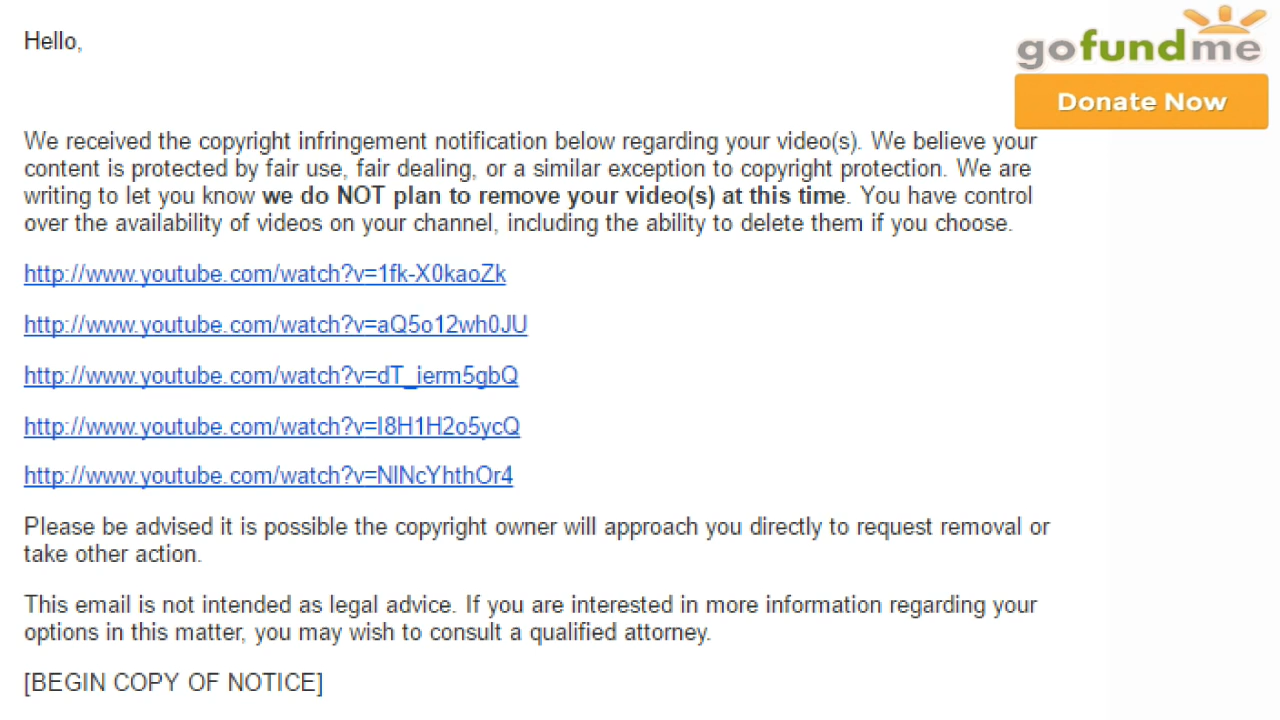 Hello,
gofundme
Donate Now
We received the copyright infringement notification below regarding your video(s). We believe your
content is protected by fair use, fair dealing, or a similar exception to copyright protection. We are
writing to let you know we do NOT plan to remove your video(s) at this time. You have control
over the availability of videos on your channel, including the ability to delete them if you choose.
http://www.youtube.com/watch?v=1fk-X0kaoZk
http://www.youtube.com/watch?v=aQ5o12wh0JU
http://www.youtube.com/watch?v=dT_ierm5gbQ
http://www.youtube.com/watch?v=I8H1H2o5ycQ
http://www.youtube.com/watch?v=NlNcYhthOr4
Please be advised it is possible the copyright owner will approach you directly to request removal or
take other action.
This email is not intended as legal advice. If you are interested in more information regarding your
options in this matter, you may wish to consult a qualified attorney.
[BEGIN COPY OF NOTICE]